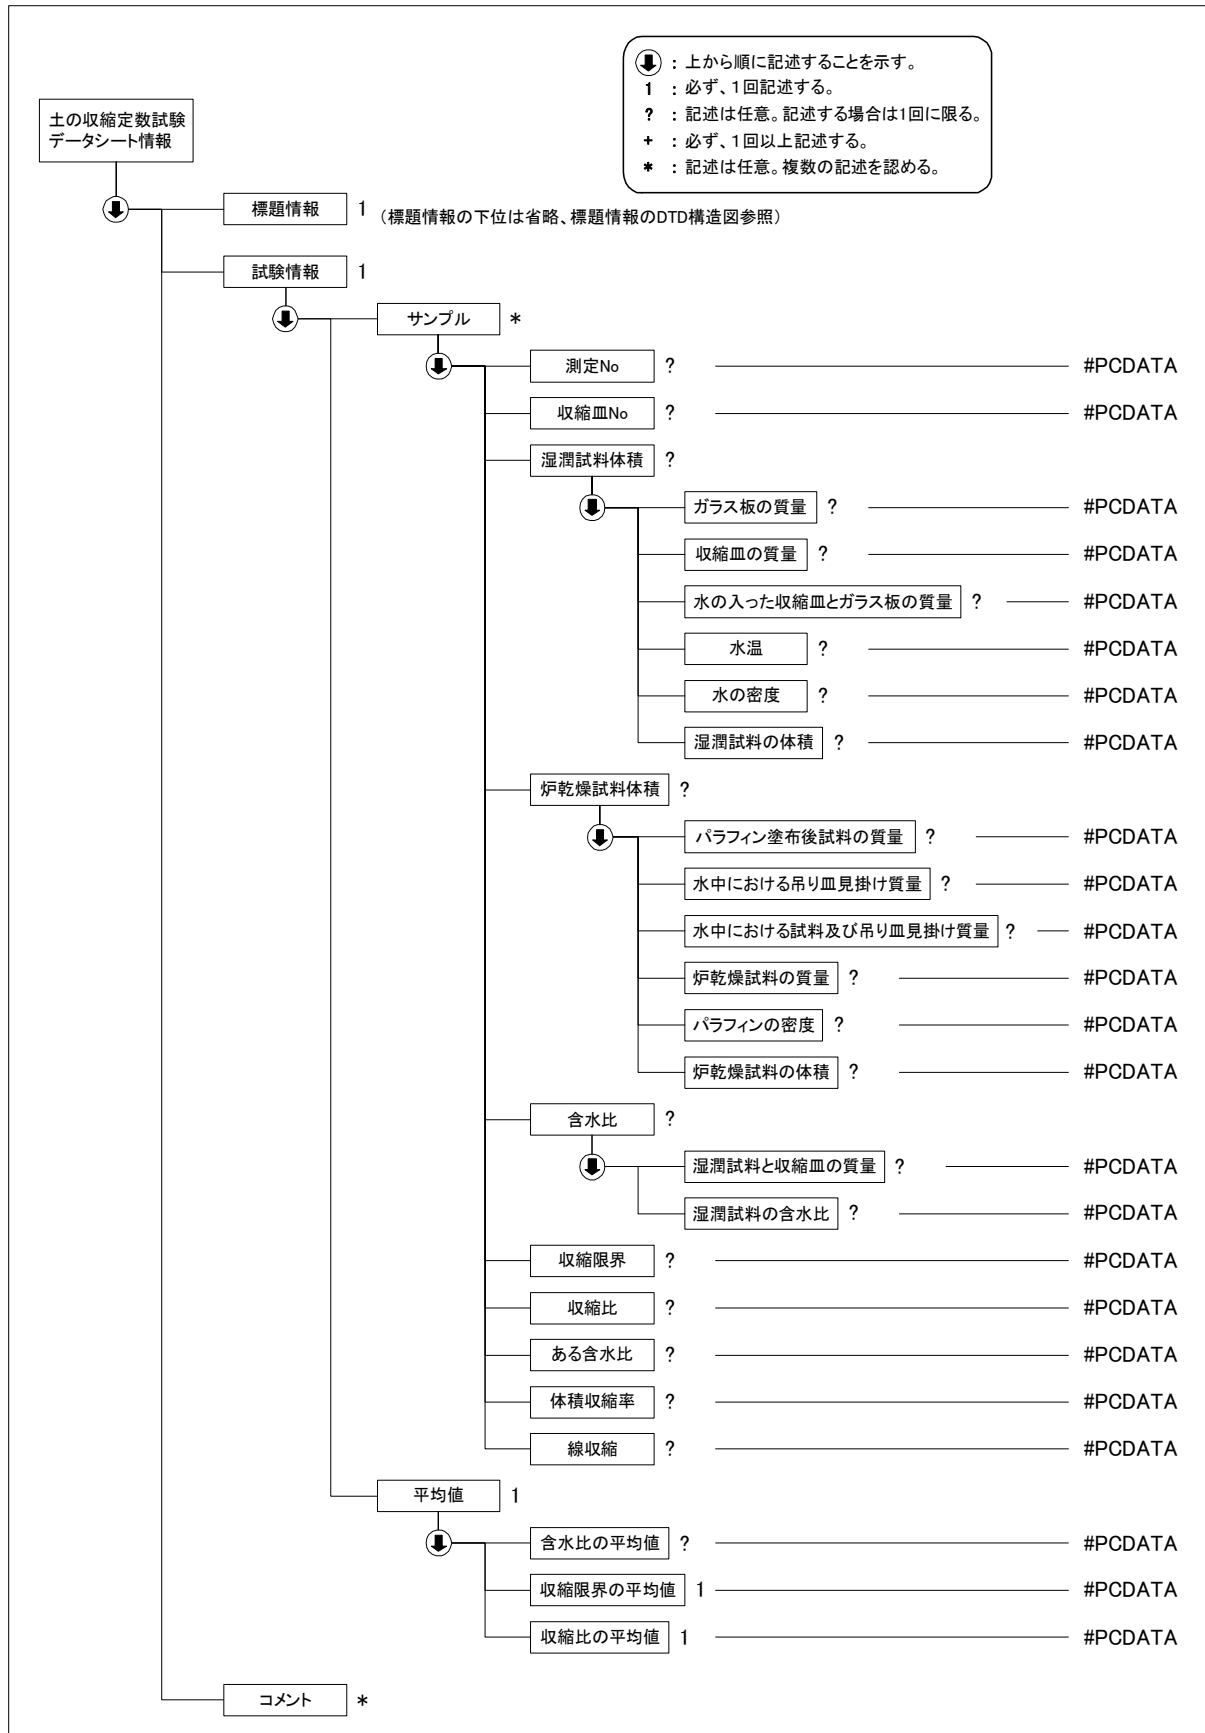 : 上から順に記述することを示す。
1 : 必ず、1回記述する。
? : 記述は任意。記述する場合は1回に限る。
+ : 必ず、1回以上記述する。
* : 記述は任意。複数の記述を認める。
土の収縮定数試験
データシート情報
標題情報 1 (標題情報の下位は省略、標題情報のDTD構造図参照)
試験情報 1
サンプル *
測定No ? #PCDATA
収縮皿No ? #PCDATA
湿潤試料体積 ?
ガラス板の質量 ? #PCDATA
収縮皿の質量 ? #PCDATA
水の入った収縮皿とガラス板の質量 ? #PCDATA
水温 ? #PCDATA
水の密度 ? #PCDATA
湿潤試料の体積 ? #PCDATA
炉乾燥試料体積 ?
パラフィン塗布後試料の質量 ? #PCDATA
水中における吊り皿見掛け質量 ? #PCDATA
水中における試料及び吊り皿見掛け質量 ? #PCDATA
炉乾燥試料の質量 ? #PCDATA
パラフィンの密度 ? #PCDATA
炉乾燥試料の体積 ? #PCDATA
含水比 ?
湿潤試料と収縮皿の質量 ? #PCDATA
湿潤試料の含水比 ? #PCDATA
収縮限界 ? #PCDATA
収縮比 ? #PCDATA
ある含水比 ? #PCDATA
体積収縮率 ? #PCDATA
線収縮 ? #PCDATA
平均値 1
含水比の平均値 ? #PCDATA
収縮限界の平均値 1 #PCDATA
収縮比の平均値 1 #PCDATA
コメント *